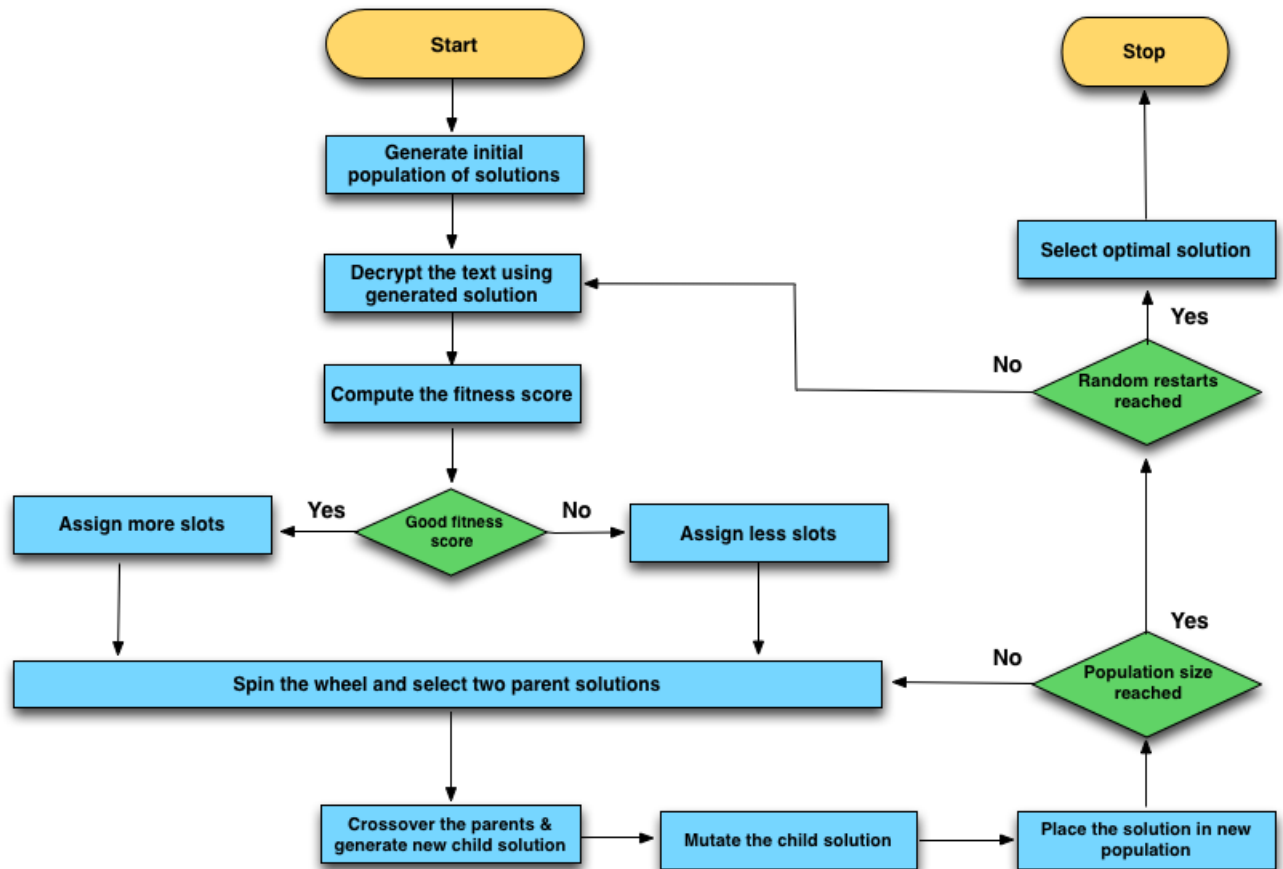 Start
Stop
Generate initial
population of solutions
Select optimal solution
Decrypt the text using
generated solution
Yes
No
Random restarts
reached
Compute the fitness score
Assign more slots
Yes
Good fitness
score
No
Assign less slots
Yes
No
Population size
reached
Spin the wheel and select two parent solutions
Crossover the parents &
generate new child solution
Mutate the child solution
Place the solution in new
population